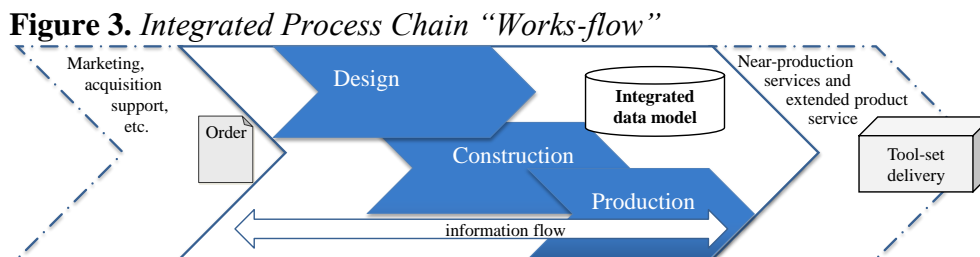 Figure 3. Integrated Process Chain “Works-flow”
Marketing,
acquisition
support,
etc.
Order
Design
Integrated
data model
Construction
Production
information flow
Near-production
services and
extended product
service
Tool-set
delivery